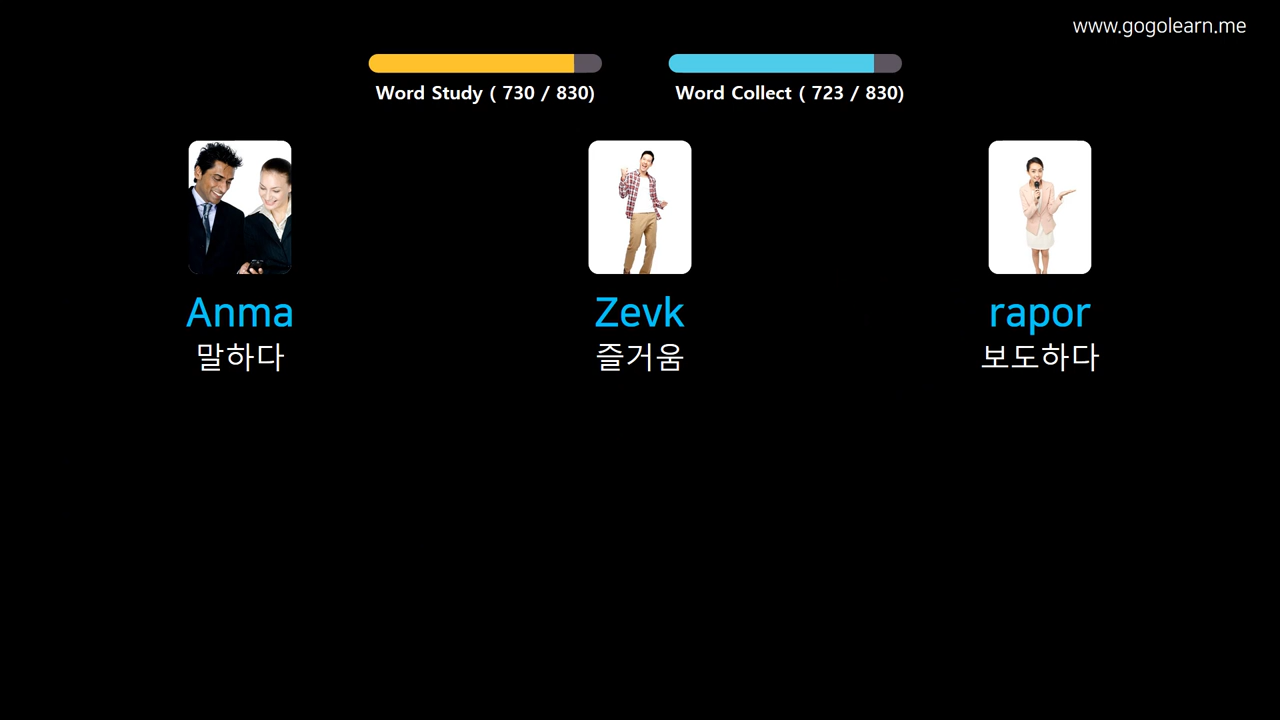 www.gogolearn.me
Word Study ( 730 / 830)
Word Collect ( 723 / 830)
Anma
말하다
Zevk
즐거움
rapor
보도하다